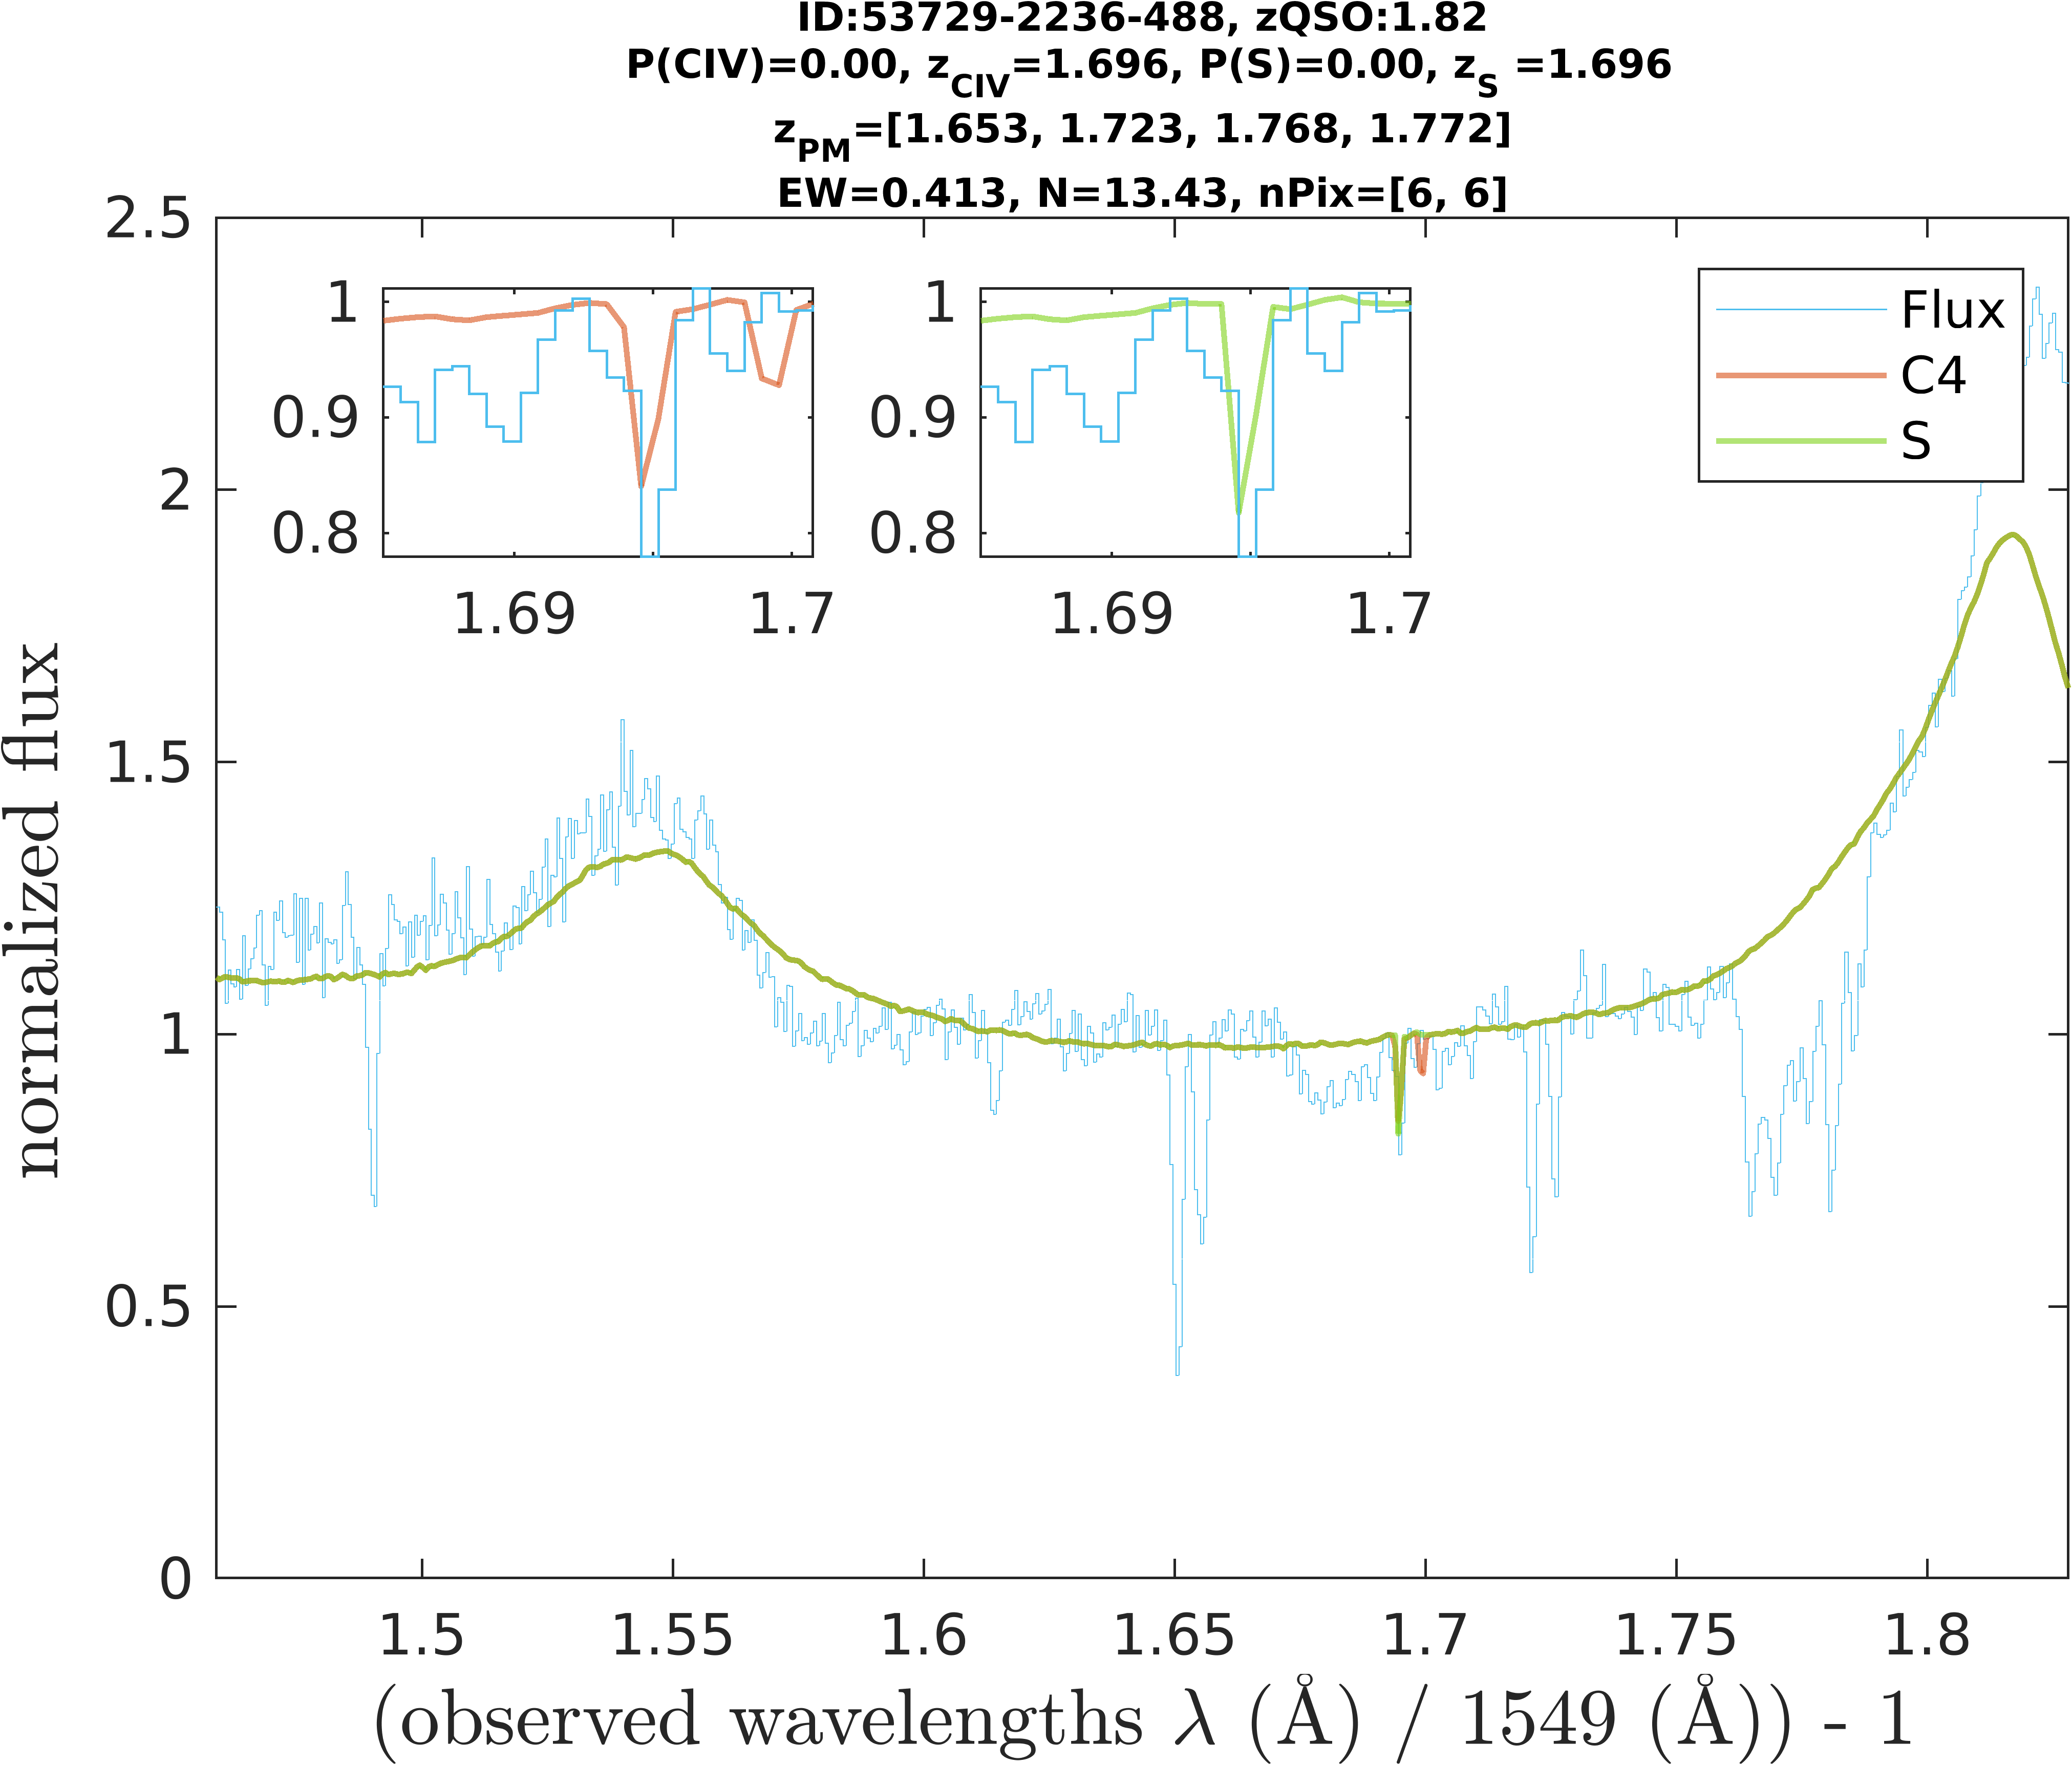 ID:53729-2236-488, zQSO:1.82
P(CIV)=0.00, zCIV=1.696, P(S)=0.00, zS =1.696
zPM=[1.653, 1.723, 1.768, 1.772]
EW=0.413, N=13.43, nPix=[6, 6]
2.5
2
1.5
1
0.5
0
normalized flux
1
0.9
0.8
1.69
1.7
1
0.9
0.8
1.69
1.7
Flux
C4
S
1.5
1.55
1.6
1.65
1.7
1.75
1.8
(observed wavelengths λ (Å) / 1549 (Å)) - 1